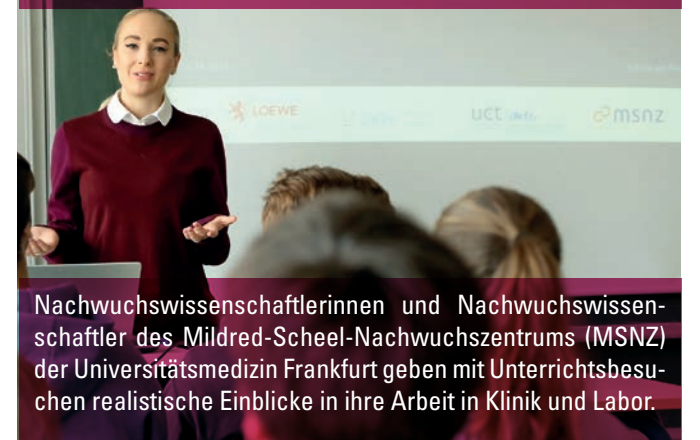 LOEWE
uct
msnz
Nachwuchswissenschaftlerinnen und Nachwuchswissen-
schaftler des Mildred-Scheel-Nachwuchszentrums (MSNZ)
der Universitätsmedizin Frankfurt geben mit Unterrichtsbesu-
chen realistische Einblicke in ihre Arbeit in Klinik und Labor.